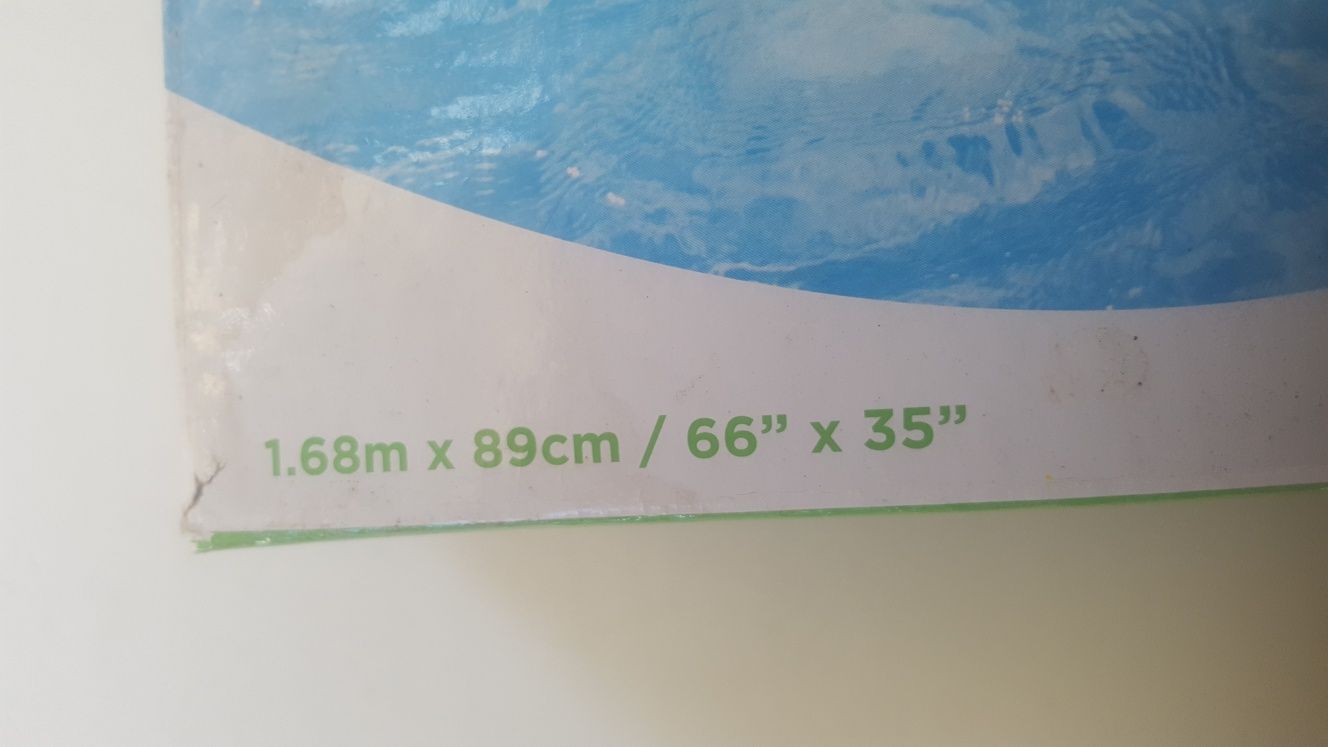 1.68m x 89cm / 66” x 35”